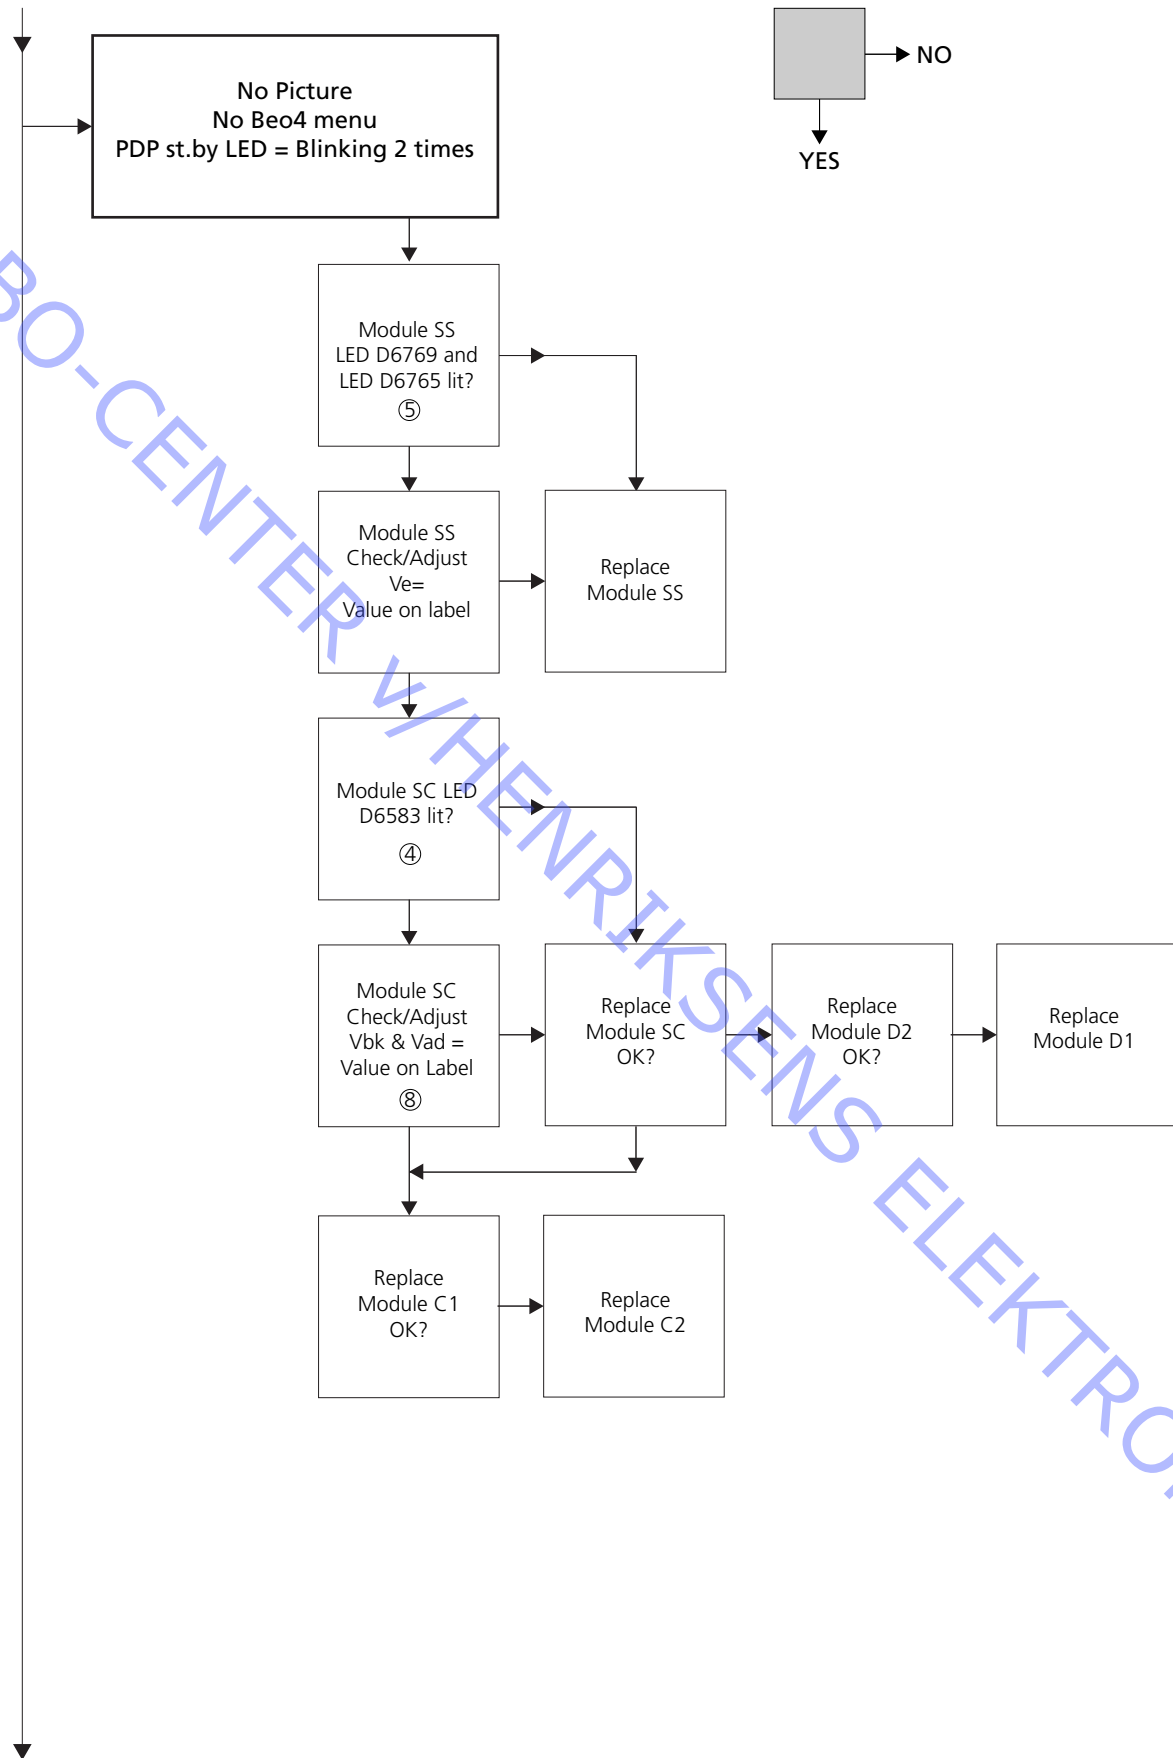 No Picture
No Beo4 menu
PDP st.by LED = Blinking 2 times
NO
YES
Module SS
LED D6769 and
LED D6765 lit?
⑤
Module SS
Check/Adjust
Ve=
Value on label
Replace
Module SS
Module SC LED
D6583 lit?
④
Module SC
Check/Adjust
Vbk & Vad =
Value on Label
⑧
Replace
Module SC
OK?
Replace
Module D2
OK?
Replace
Module D1
Replace
Module C1
OK?
Replace
Module C2
BO-CENTER v/HENRIKSENS ELEKTRO